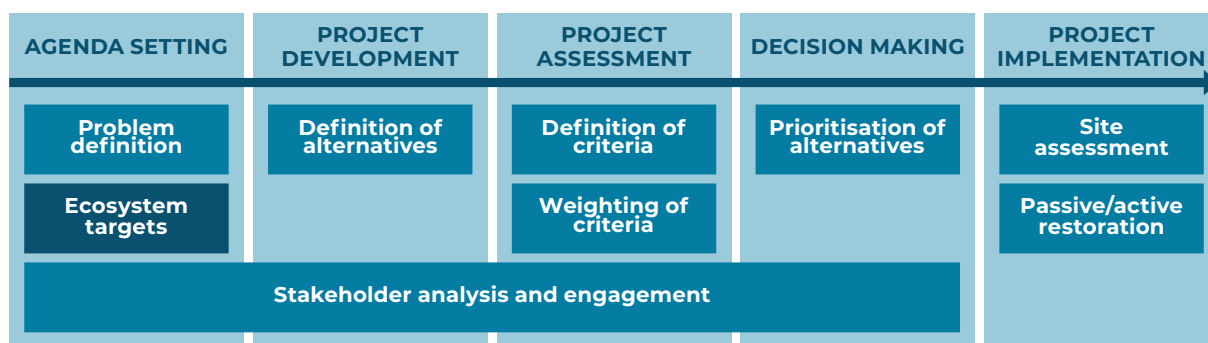 AGENDA SETTING
PROJECT
DEVELOPMENT
PROJECT
ASSESSMENT
DECISION MAKING
PROJECT
IMPLEMENTATION
Problem
definition
Definition of
alternatives
Definition of
criteria
Prioritisation of
alternatives
Site
assessment
Ecosystem
targets
Weighting of
criteria
Passive/active
restoration
Stakeholder analysis and engagement